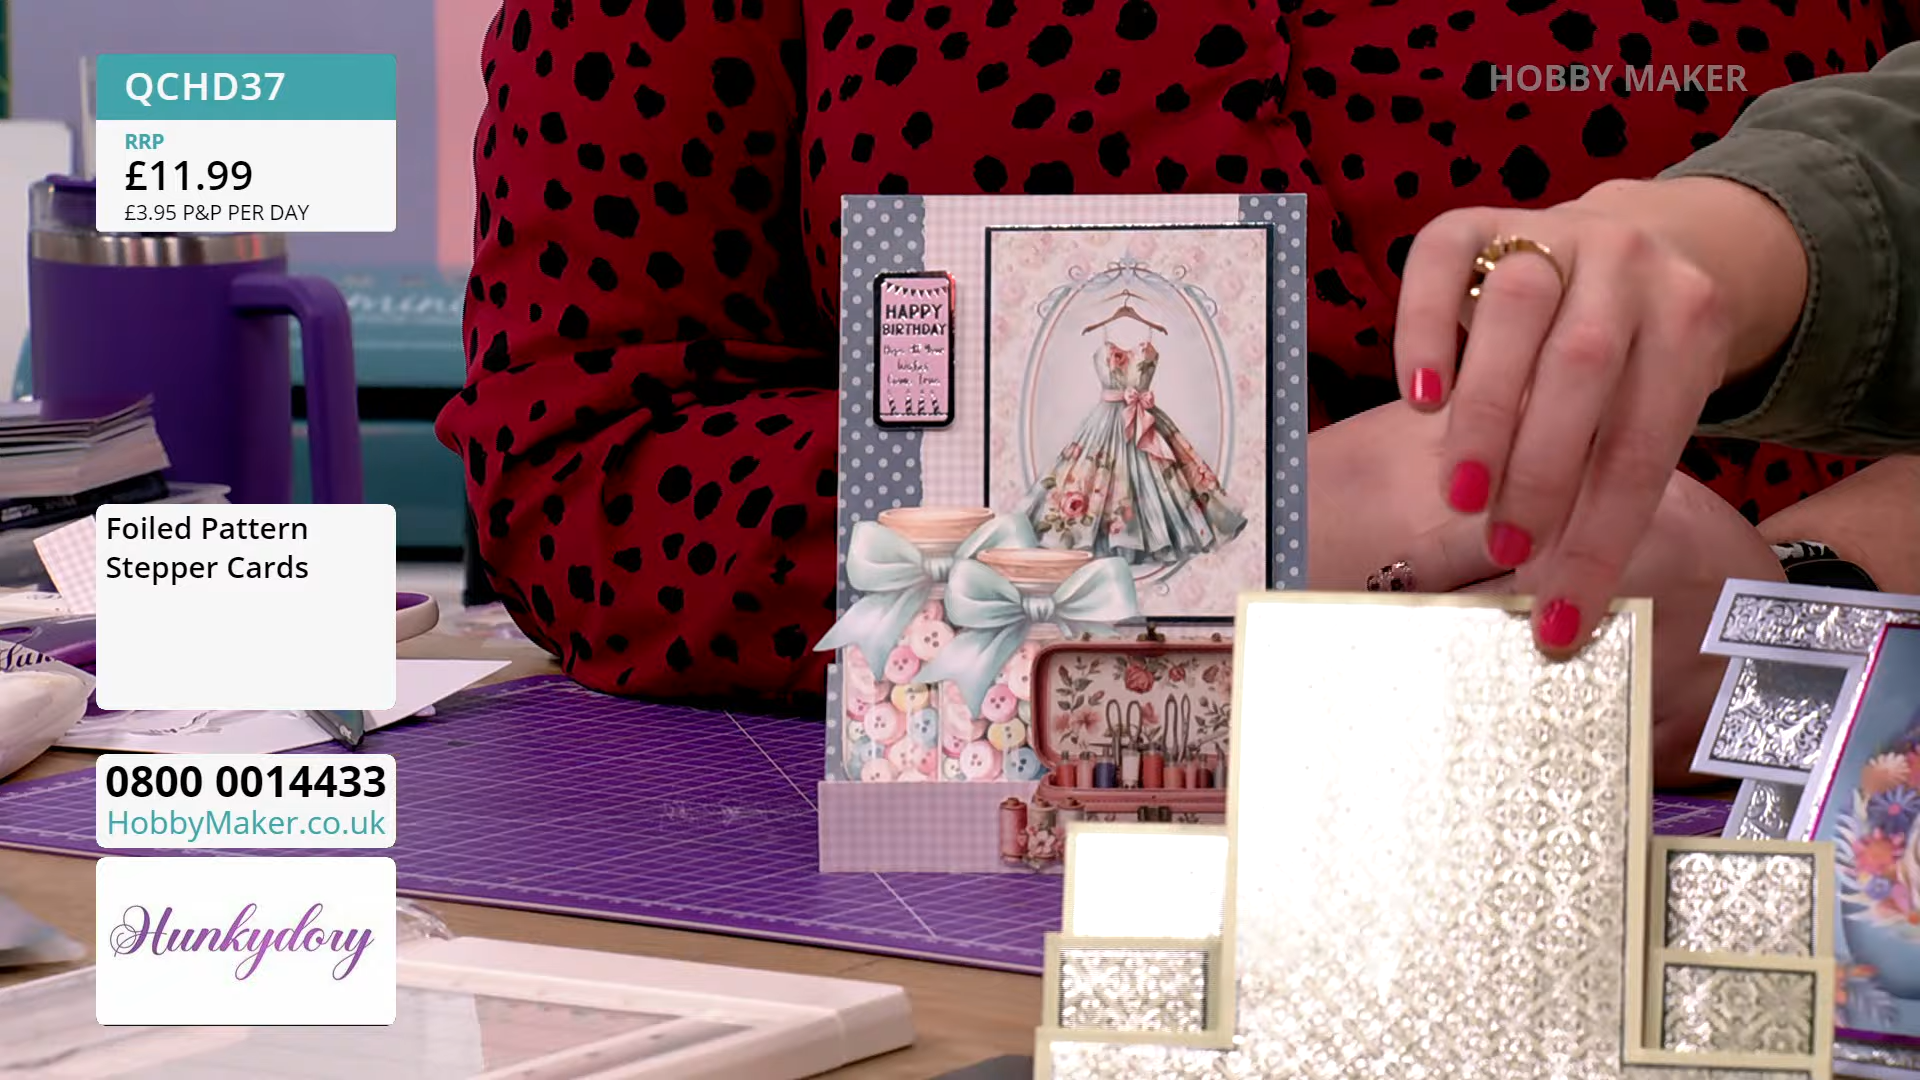 QCHD37
RRP
£11.99
£3.95 P&P PER DAY
HOBBY MAKER
HAPPY
BIRTHDAY
Foiled Pattern
Stepper Cards
0800 0014433
HobbyMaker.co.uk
Hunkydory